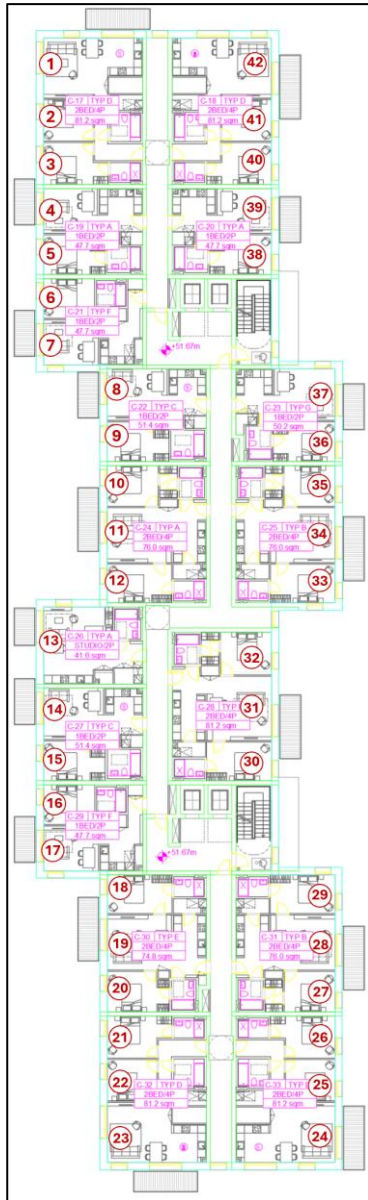 1
42
2
C-17 TYP D
2BED/4P
81.2 sqm
C-18 TYP D
2BED/4P
81.2 sqm
41
3
40
4
39
C-19 TYP A
1BED/2P
47.7 sqm
C-20 TYP A
1BED/2P
47.7 sqm
5
38
6
C-21 TYP F
1BED/2P
47.7 sqm
7
+51.67m
8
37
C-22 TYP C
1BED/2P
51.4 sqm
C-23 TYP G
1BED/2P
50.2 sqm
9
36
10
35
11
C-24 TYP A
2BED/4P
76.0 sqm
C-25 TYP B
2BED/4P
78.0 sqm
34
12
33
13
C-26 TYP A
STUDIO/2P
41.6 sqm
32
14
C-27 TYP C
1BED/2P
51.4 sqm
C-28 TYP
2BED/4P
81.2 sqm
31
15
30
16
C-29 TYP F
1BED/2P
47.7 sqm
17
+51.67m
18
29
19
C-30 TYP E
2BED/4P
74.8 sqm
C-31 TYP B
2BED/4P
78.0 sqm
28
20
27
21
26
22
C-32 TYP D
2BED/4P
81.2 sqm
C-33 TYP
2BED/4P
81.2 sqm
25
23
24